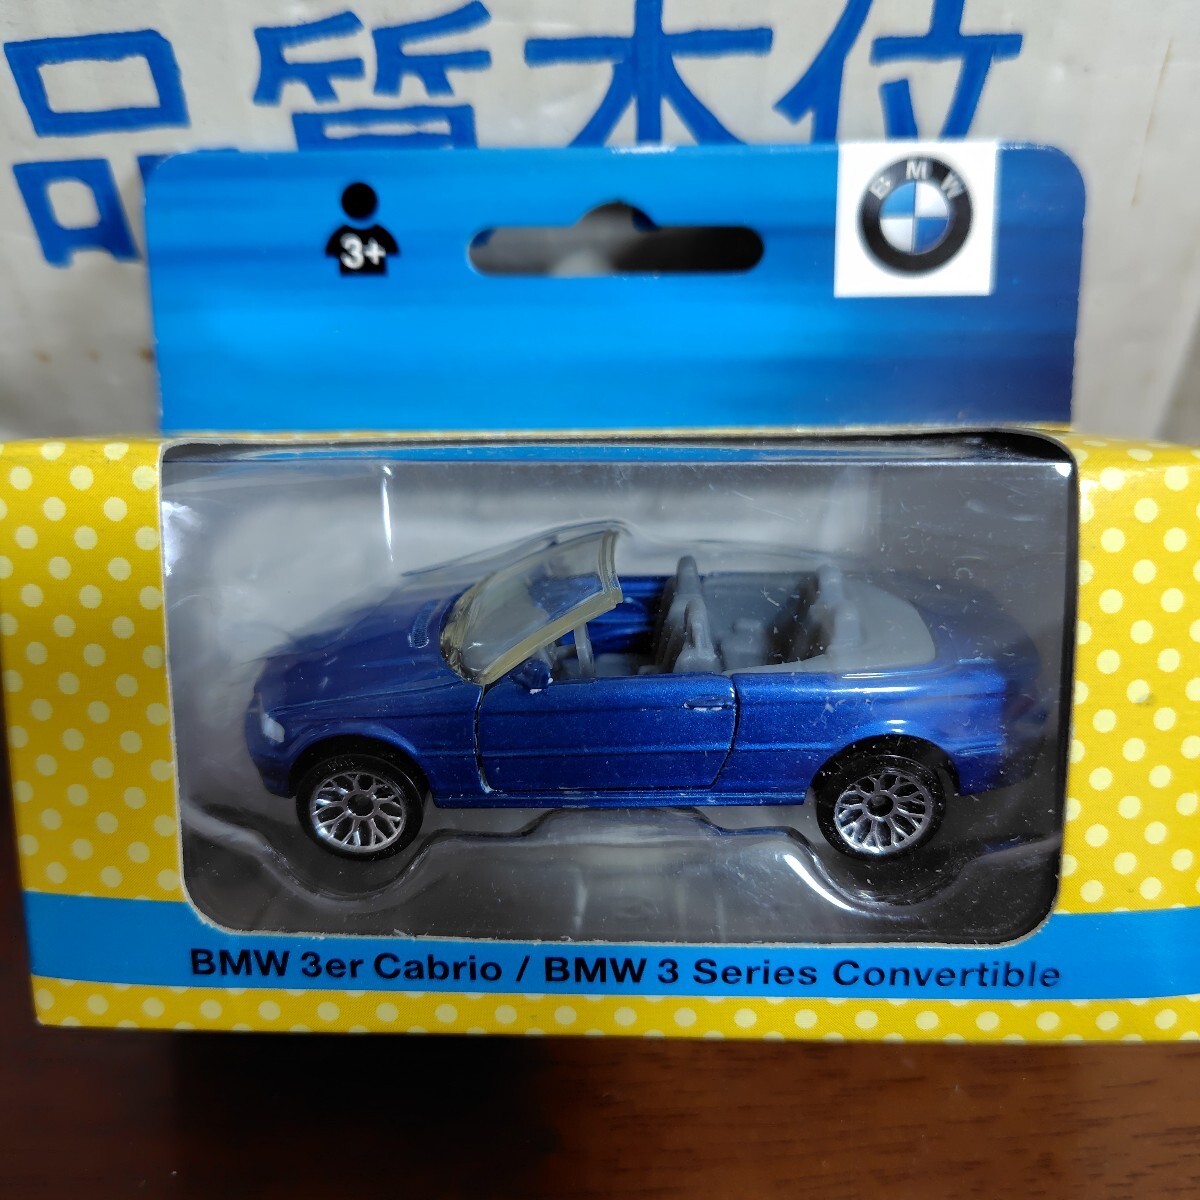 品質本位
3+
BMW
BMW 3er Cabrio / BMW 3 Series Convertible